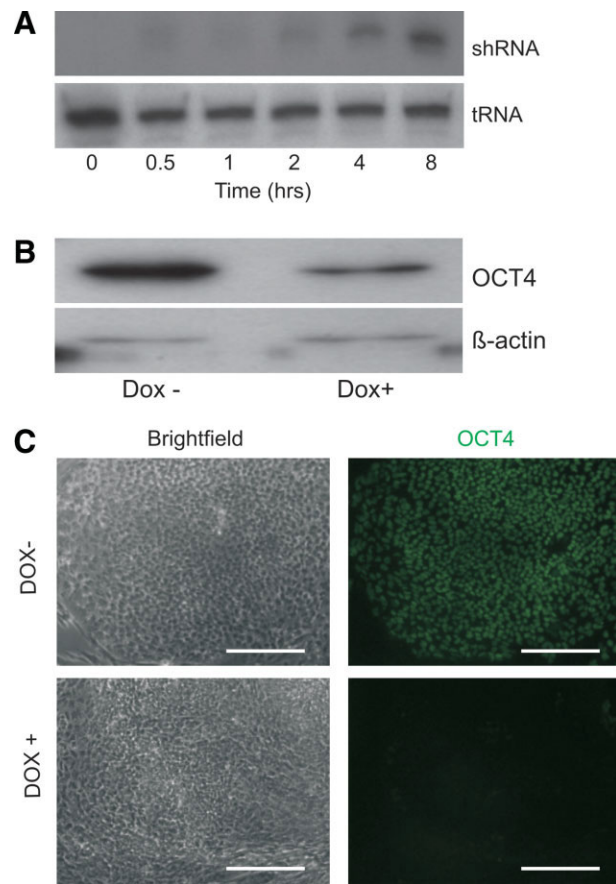 A
shRNA
tRNA
0 0.5 1 2 4 8
Time (hrs)
B
OCT4
ß-actin
Dox - Dox+
C
Brightfield OCT4
DOX-
DOX +